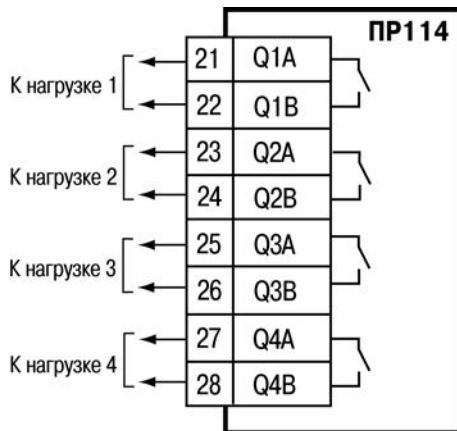 ПР114
21 Q1A
К нагрузке 1
22 Q1B
23 Q2A
К нагрузке 2
24 Q2B
25 Q3A
К нагрузке 3
26 Q3B
27 Q4A
К нагрузке 4
28 Q4B